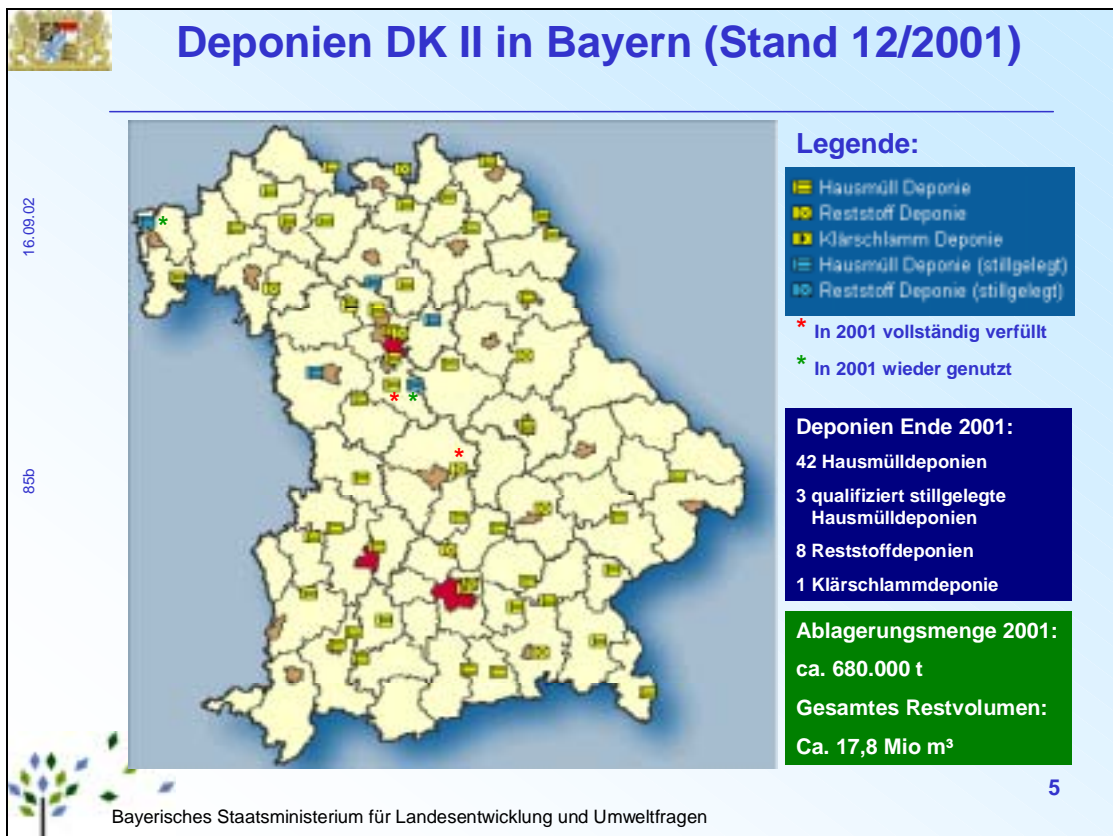 Deponien DK II in Bayern (Stand 12/2001)
16.09.02
85b
Legende:
Hausmüll Deponie
Reststoff Deponie
Klärschlamm Deponie
Hausmüll Deponie (stillgelegt)
Reststoff Deponie (stillgelegt)
* In 2001 vollständig verfüllt
* In 2001 wieder genutzt
Deponien Ende 2001:
42 Hausmülldeponien
3 qualifiziert stillgelegte
Hausmülldeponien
8 Reststoffdeponien
1 Klärschlammdeponie
Ablagerungsmenge 2001:
ca. 680.000 t
Gesamtes Restvolumen:
Ca. 17,8 Mio m³
5
Bayerisches Staatsministerium für Landesentwicklung und Umweltfragen